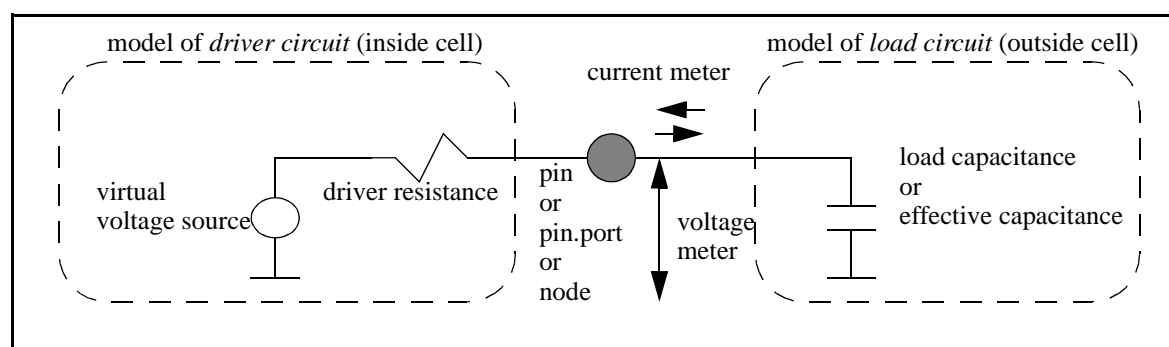 model of driver circuit (inside cell)
model of load circuit (outside cell)
current meter
virtual
voltage source
driver resistance
pin
or
pin.port
or
node
voltage
meter
load capacitance
or
effective capacitance